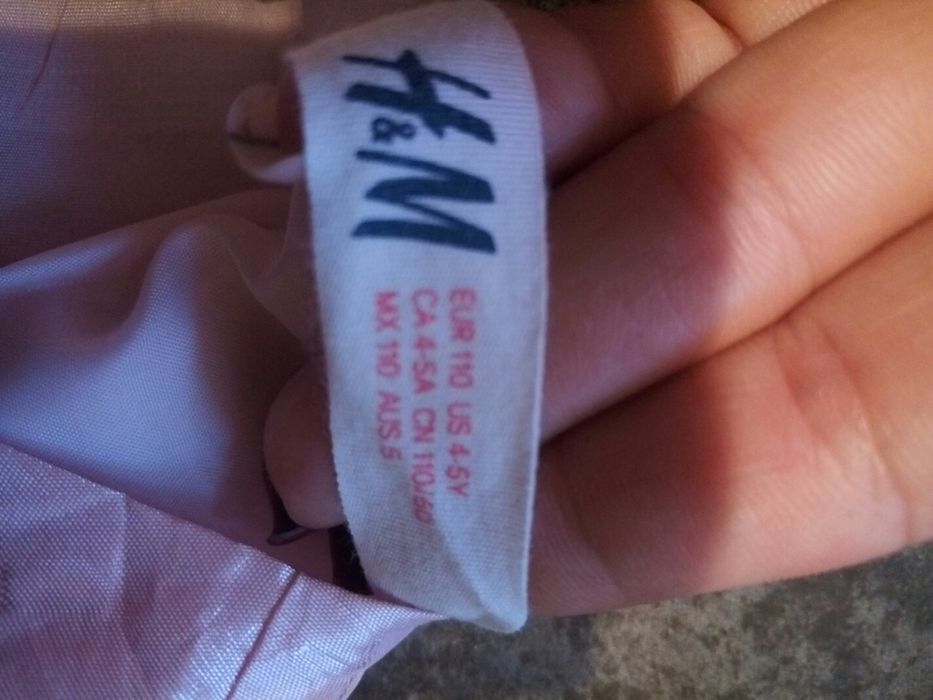 H&M
EUR 110 US 4-5Y
CA 4-5A CN 110/60
MX 110 AUS 5